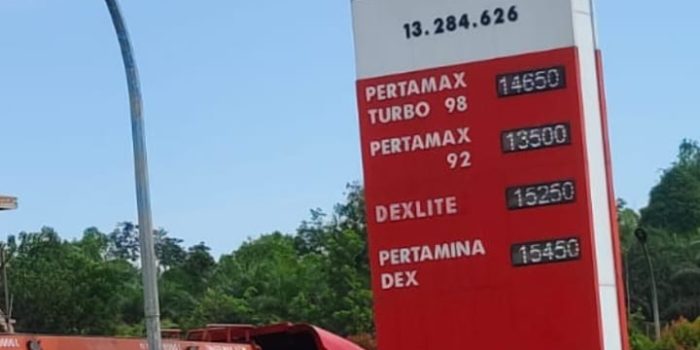 13.284.626
PERTAMAX 14650
TURBO 98
PERTAMAX 13500
92
DEXLITE 15250
PERTAMINA 15450
DEX